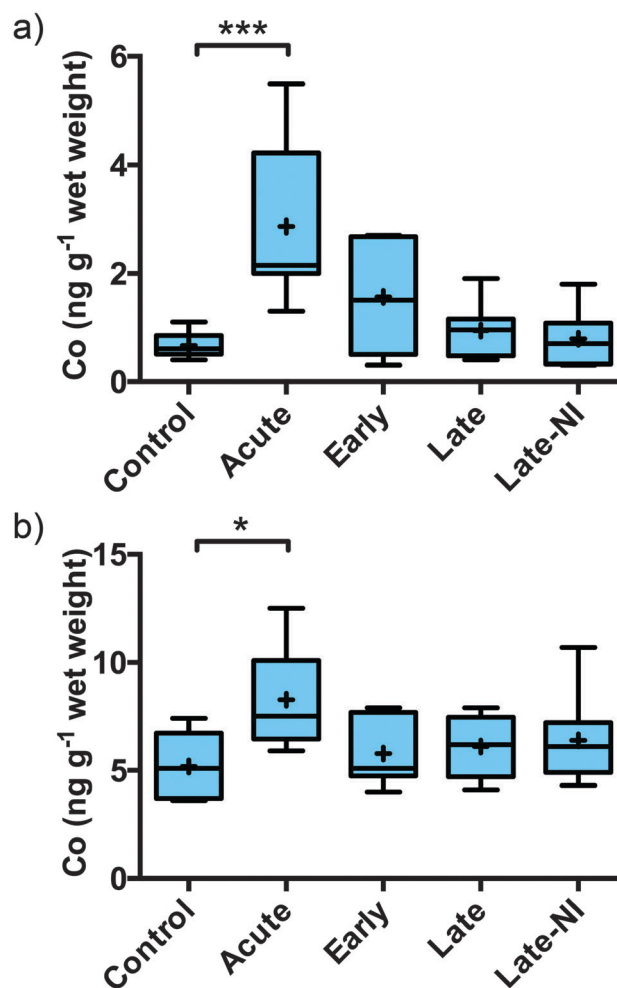 a)
***
6
4
2
0
Co (ng g⁻¹ wet weight)
Control
Acute
Early
Late
Late-NI
b)
*
15
10
5
0
Co (ng g⁻¹ wet weight)
Control
Acute
Early
Late
Late-NI